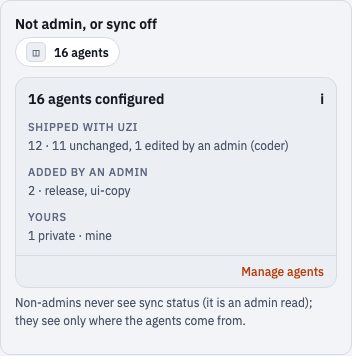 Not admin, or sync off
16 agents
16 agents configured i
SHIPPED WITH UZI
12 · 11 unchanged, 1 edited by an admin (coder)
ADDED BY AN ADMIN
2 · release, ui-copy
YOURS
1 private · mine
Manage agents
Non-admins never see sync status (it is an admin read);
they see only where the agents come from.